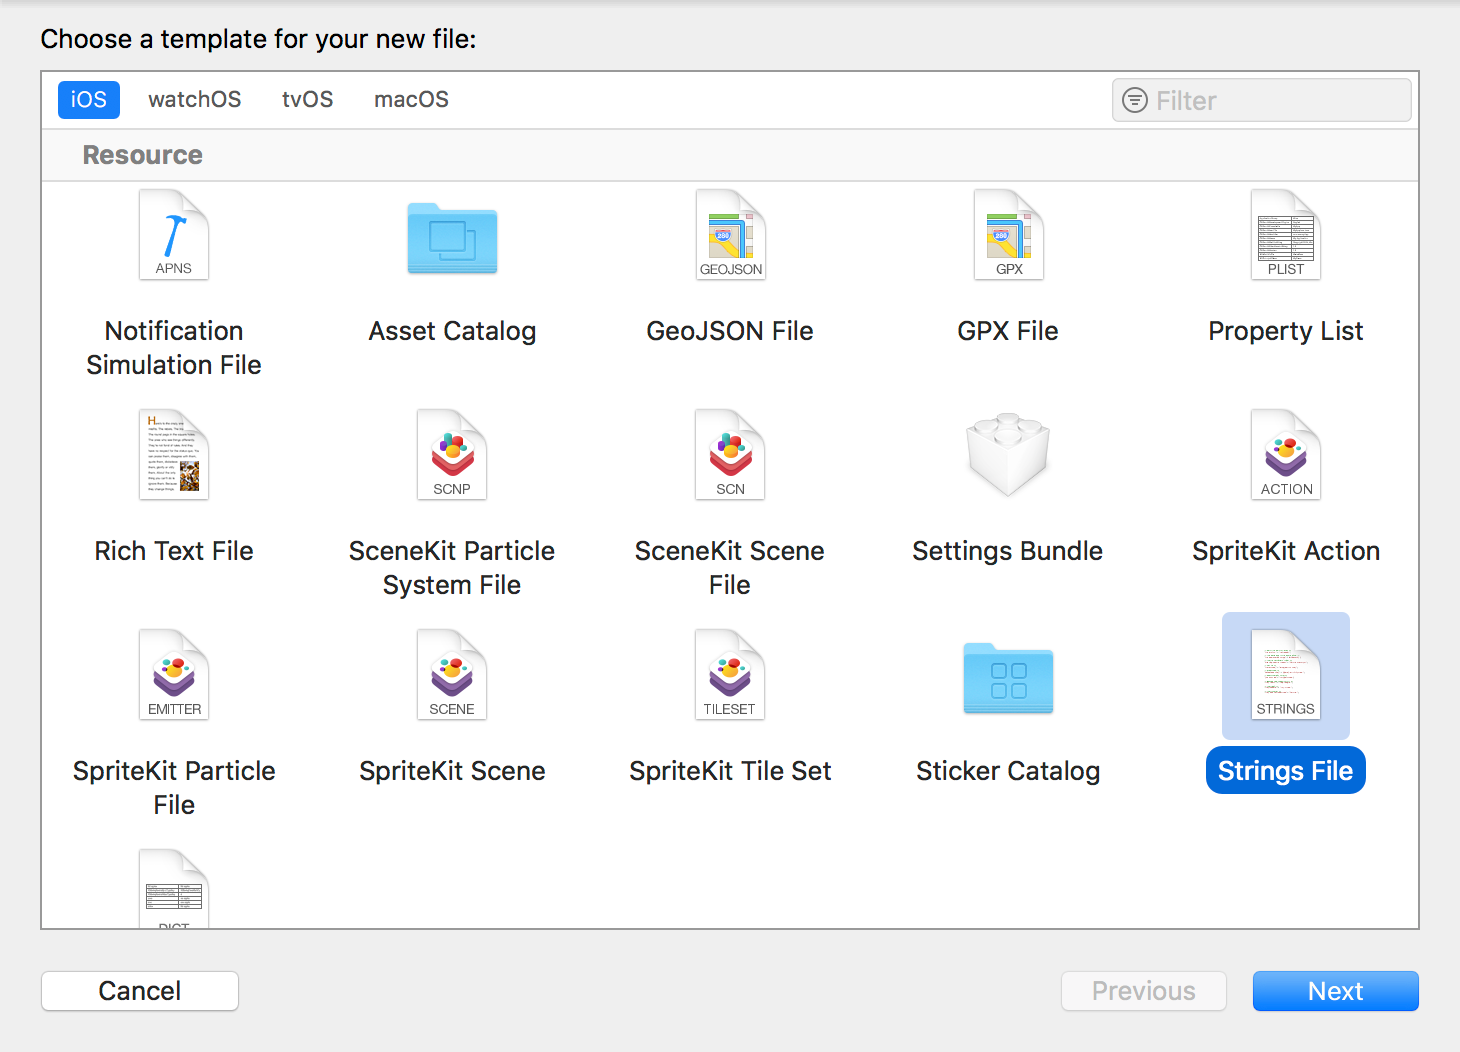 Choose a template for your new file:
iOS watchOS tvOS macOS Filter
Resource
APNS GEOJSON GPX PLIST
Notification Simulation File
Asset Catalog
GeoJSON File
GPX File
Property List
SCNP SCN ACTION
Rich Text File
SceneKit Particle System File
SceneKit Scene File
Settings Bundle
SpriteKit Action
EMITTER SCENE TILESET STRINGS
SpriteKit Particle File
SpriteKit Scene
SpriteKit Tile Set
Sticker Catalog
Strings File
DICT
Cancel Previous Next